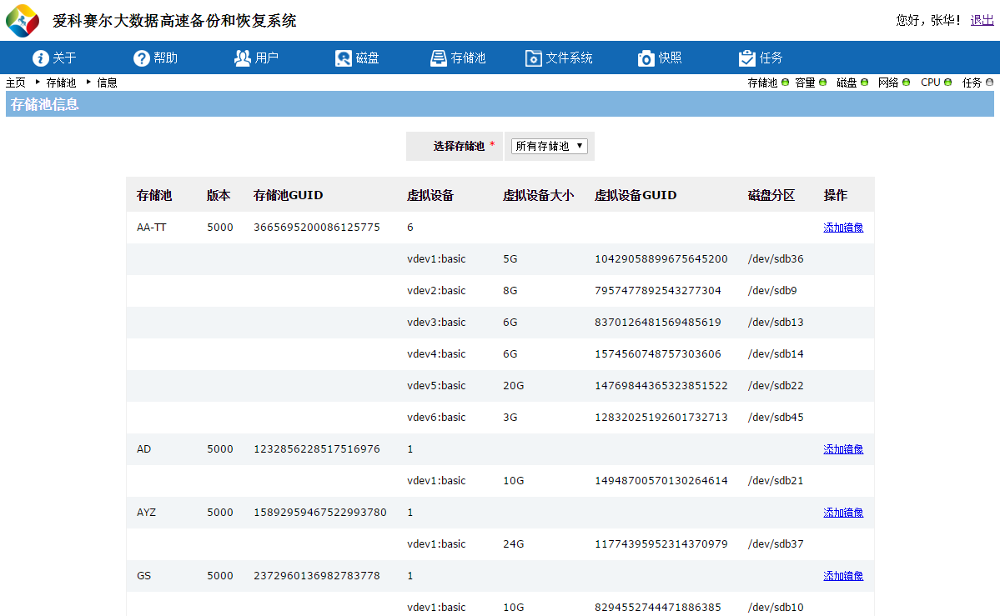 爱科赛尔大数据高速备份和恢复系统
您好，张华！ 退出
关于 帮助 用户 磁盘 存储池 文件系统 快照 任务
主页 存储池 信息 存储池 容量 磁盘 网络 CPU 任务
存储池信息
选择存储池 * 所有存储池
存储池 版本 存储池GUID 虚拟设备 虚拟设备大小 虚拟设备GUID 磁盘分区 操作
AA-TT 5000 3665695200086125775 6 添加镜像
vdev1:basic 5G 10429058899675645200 /dev/sdb36
vdev2:basic 8G 7957477892543277304 /dev/sdb9
vdev3:basic 6G 8370126481569485619 /dev/sdb13
vdev4:basic 6G 1574560748757303606 /dev/sdb14
vdev5:basic 20G 14769844365323851522 /dev/sdb22
vdev6:basic 3G 12832025192601732713 /dev/sdb45
AD 5000 1232856228517516976 1 添加镜像
vdev1:basic 10G 14948700570130264614 /dev/sdb21
AYZ 5000 15892959467522993780 1 添加镜像
vdev1:basic 24G 11774395952314370979 /dev/sdb37
GS 5000 2372960136982783778 1 添加镜像
vdev1:basic 10G 8294552744471886385 /dev/sdb10